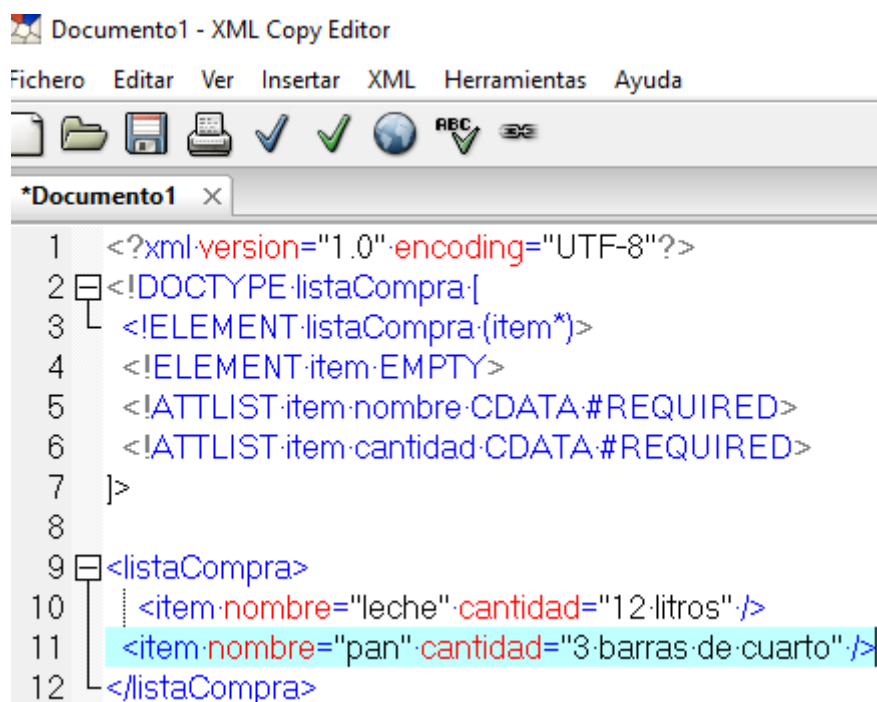 Documento1 - XML Copy Editor
Fichero Editar Ver Insertar XML Herramientas Ayuda
ABC
*Documento1
1 <?xml version="1.0" encoding="UTF-8"?>
2 <!DOCTYPE listaCompra [
3 <!ELEMENT listaCompra (item*)>
4 <!ELEMENT item EMPTY>
5 <!ATTLIST item nombre CDATA #REQUIRED>
6 <!ATTLIST item cantidad CDATA #REQUIRED>
7 ]>
8
9 <listaCompra>
10 <item nombre="leche" cantidad="12 litros" />
11 <item nombre="pan" cantidad="3 barras de cuarto" />
12 </listaCompra>